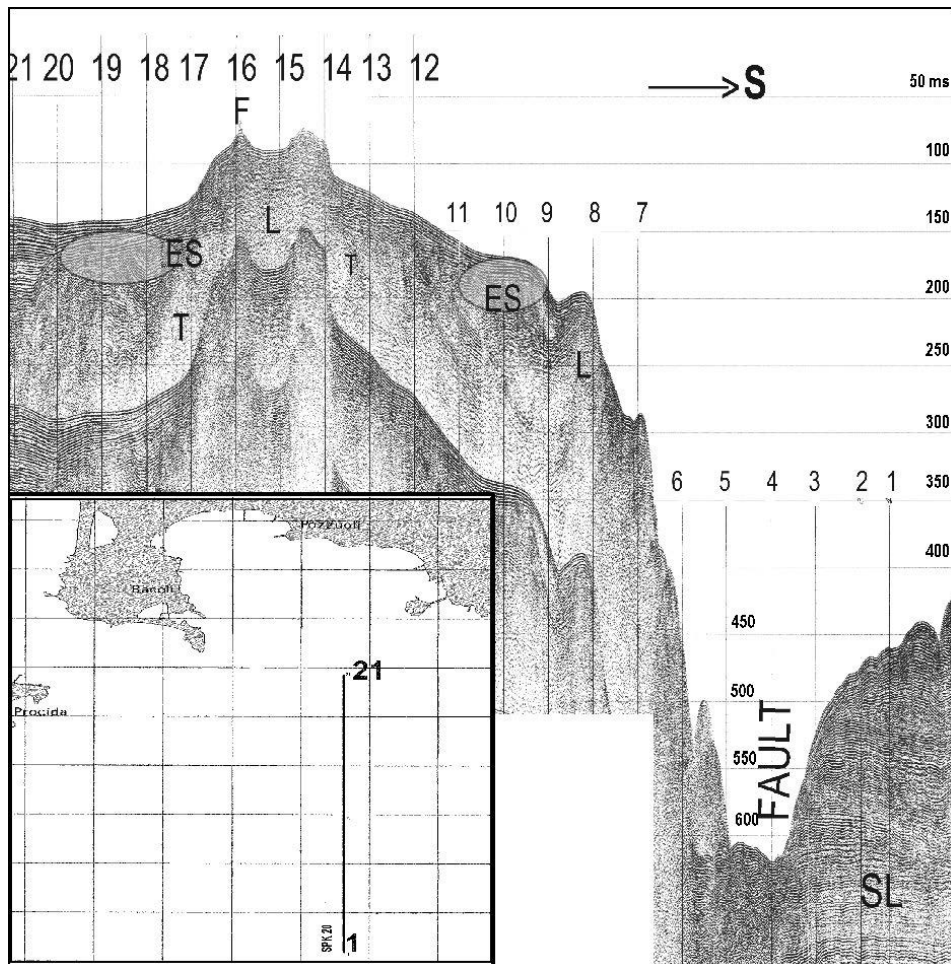 21 20 19 18 17 16 15 14 13 12
S
50 ms
F
100
11 10 9 8 7
150
L
ES
T
ES
200
T
L
250
300
6 5 4 3 2 1
350
400
450
500
550
600
FAULT
SL
Pozzuoli
Bacoli
21
Procida
SPK 20
1